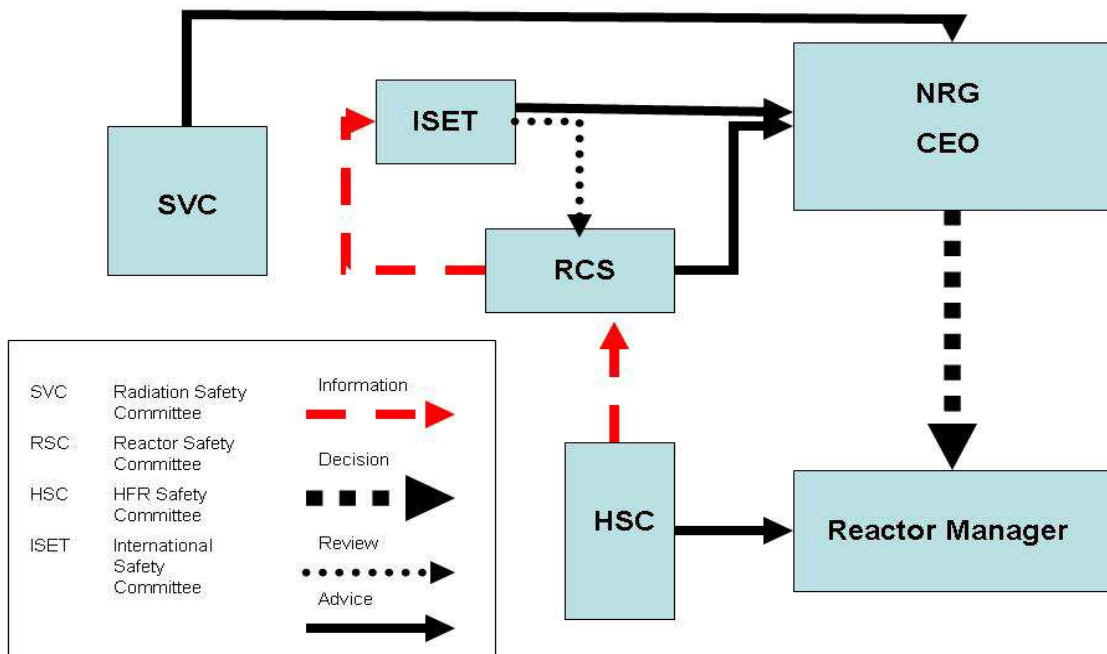 NRG
CEO
ISET
SVC
RCS
HSC
Reactor Manager
SVC
Radiation Safety
Committee
RSC
Reactor Safety
Committee
HSC
HFR Safety
Committee
ISET
International
Safety
Committee
Information
Decision
Review
Advice